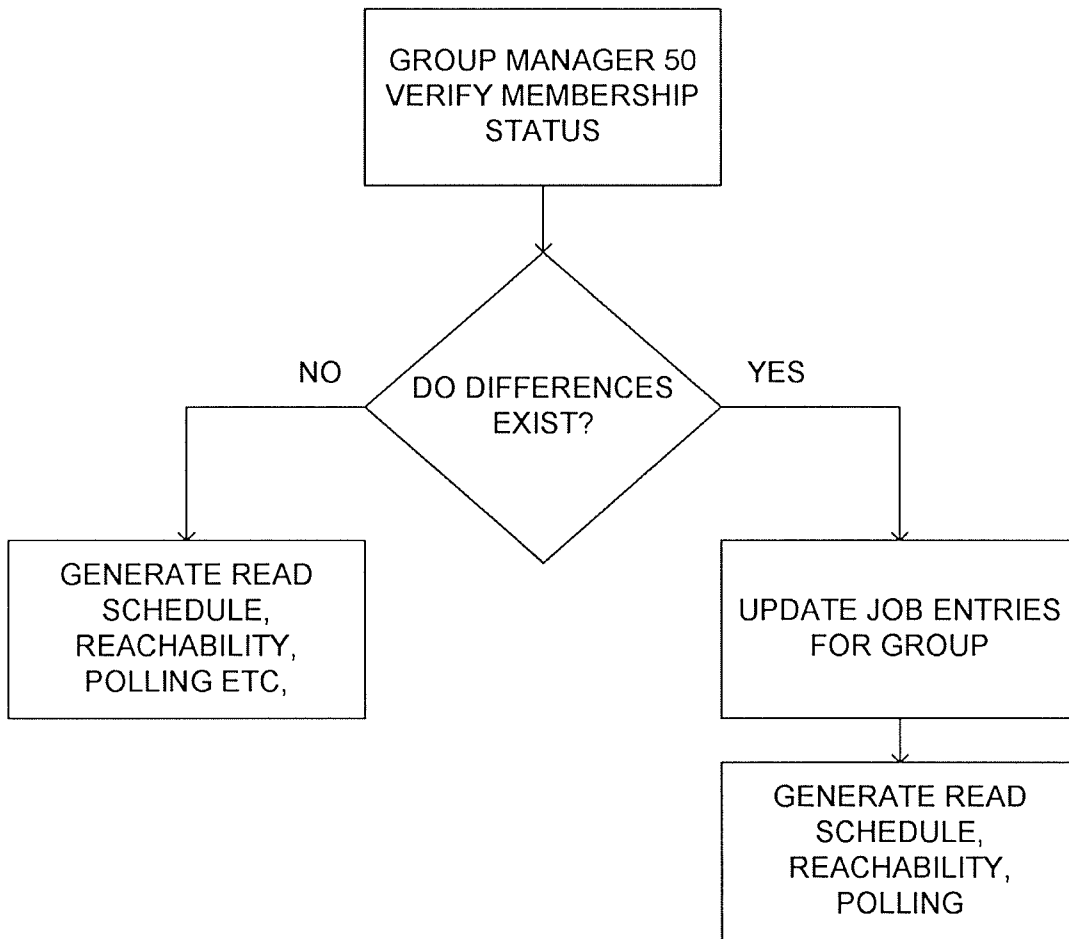 GROUP MANAGER 50
VERIFY MEMBERSHIP
STATUS
NO
YES
DO DIFFERENCES
EXIST?
GENERATE READ
SCHEDULE,
REACHABILITY,
POLLING ETC,
UPDATE JOB ENTRIES
FOR GROUP
GENERATE READ
SCHEDULE,
REACHABILITY,
POLLING